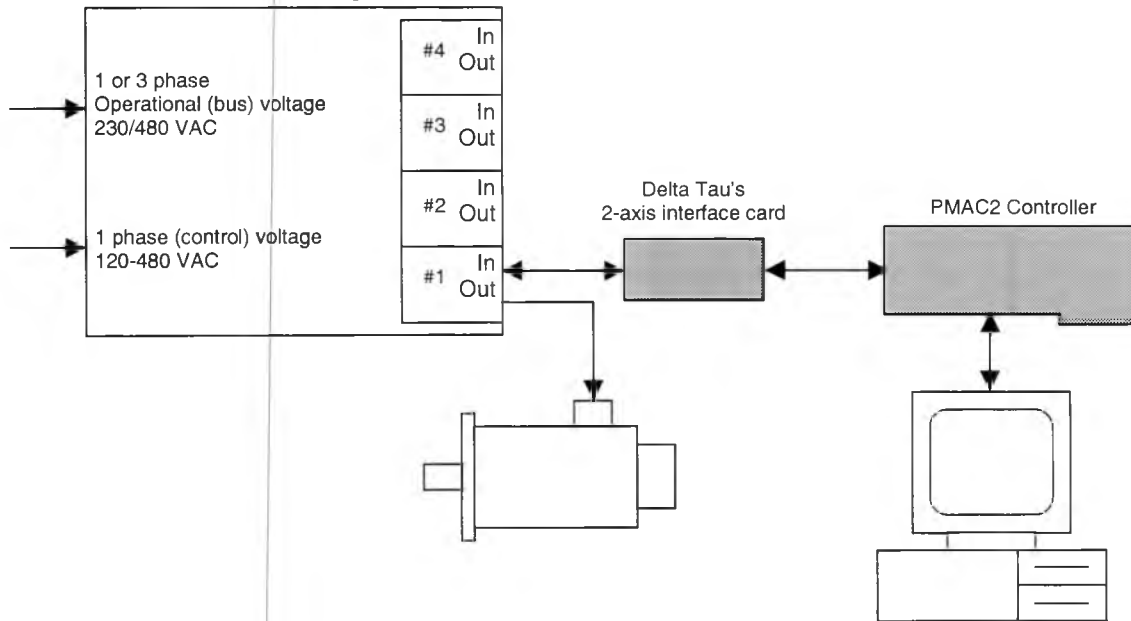 1 or 3 phase
Operational (bus) voltage
230/480 VAC
1 phase (control) voltage
120-480 VAC
#4 In
Out
#3 In
Out
#2 In
Out
#1 In
Out
Delta Tau's
2-axis interface card
PMAC2 Controller